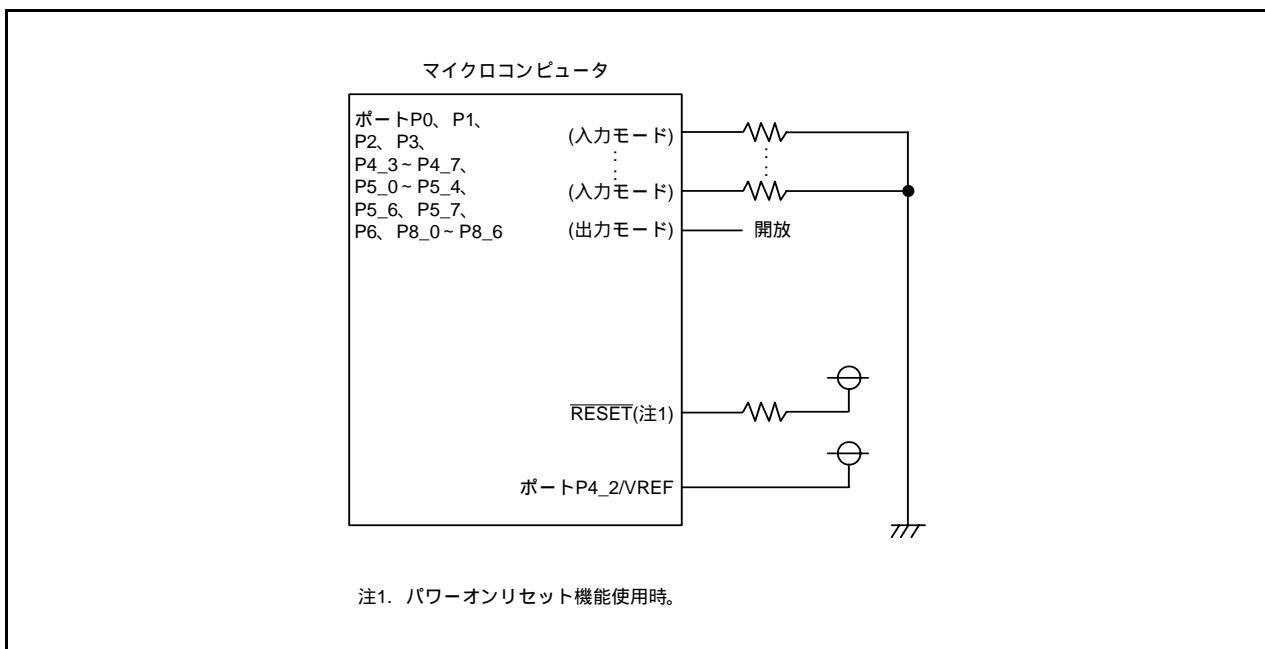 マイクロコンピュータ
ポートP0、P1、
P2、P3、
P4_3~P4_7、
P5_0~P5_4、
P5_6、P5_7、
P6、P8_0~P8_6
(入力モード)
(入力モード)
(出力モード)
開放
RESET(注1)
ポートP4_2/VREF
注1. パワーオンリセット機能使用時。